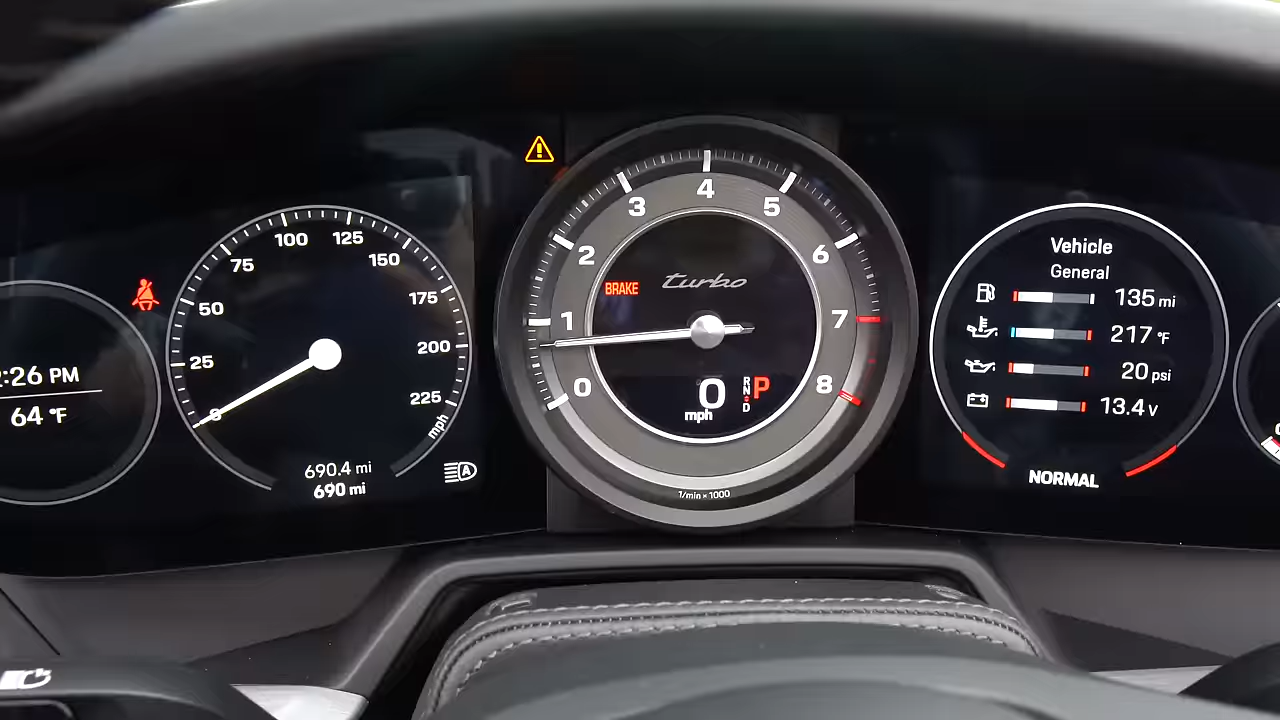 :26 PM
64 °F
0
25
50
75
100
125
150
175
200
225
mph
690.4 mi
690 mi
A
0
1
2
3
4
5
6
7
8
turbo
BRAKE
0
mph
R
N
D
P
1/min × 1000
Vehicle
General
135 mi
217 °F
20 psi
13.4 v
NORMAL